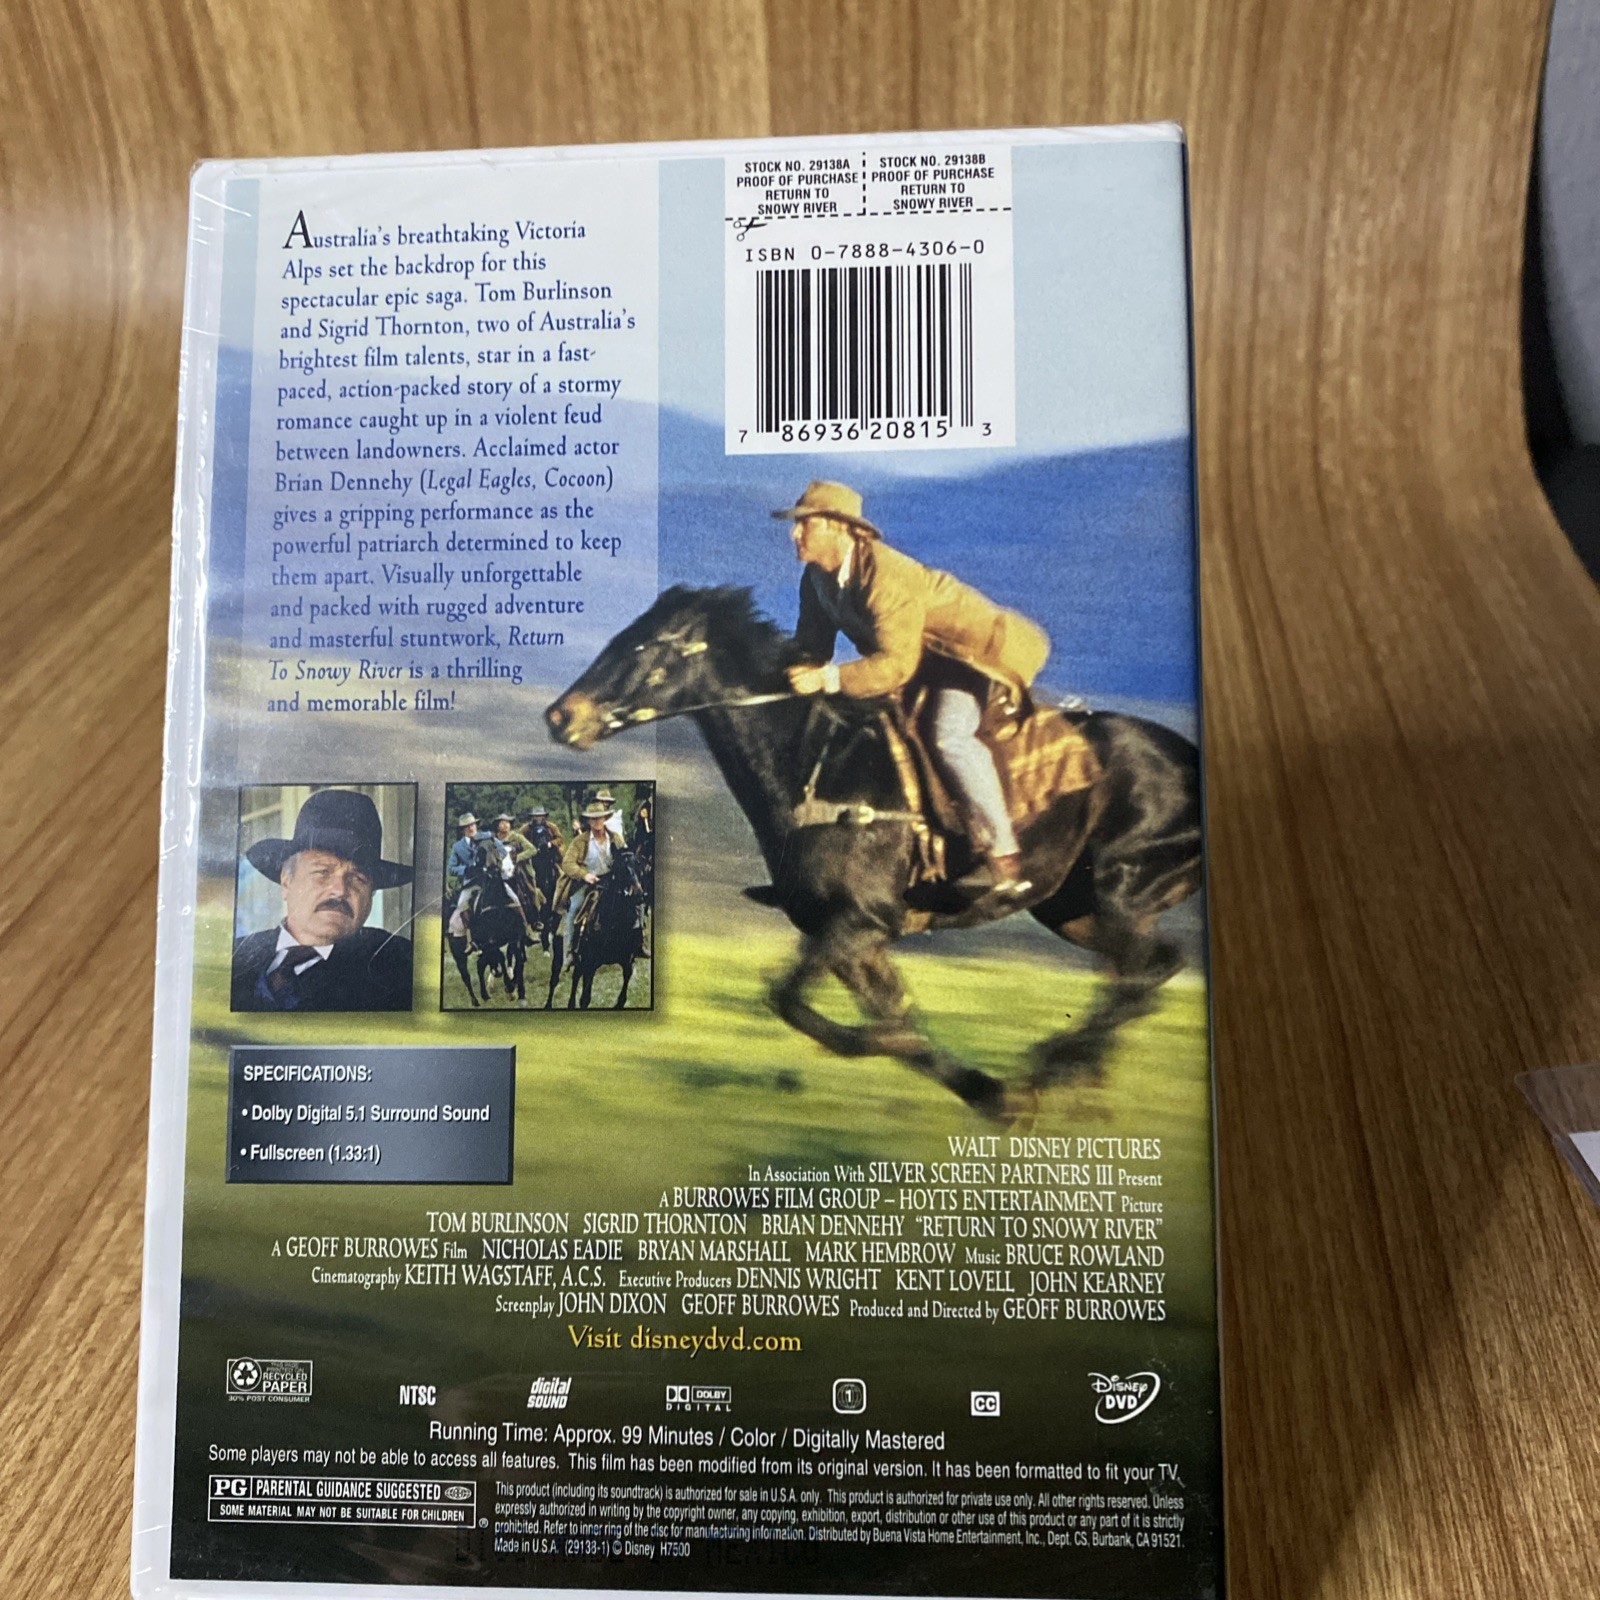 STOCK NO. 29138A
PROOF OF PURCHASE
RETURN TO
SNOWY RIVER
STOCK NO. 29138B
PROOF OF PURCHASE
RETURN TO
SNOWY RIVER
ISBN 0-7888-4306-0
7 86936 20815 3
Australia's breathtaking Victoria
Alps set the backdrop for this
spectacular epic saga. Tom Burlinson
and Sigrid Thornton, two of Australia's
brightest film talents, star in a fast-
paced, action-packed story of a stormy
romance caught up in a violent feud
between landowners. Acclaimed actor
Brian Dennehy (Legal Eagles, Cocoon)
gives a gripping performance as the
powerful patriarch determined to keep
them apart. Visually unforgettable
and packed with rugged adventure
and masterful stuntwork, Return
To Snowy River is a thrilling
and memorable film!
SPECIFICATIONS:
• Dolby Digital 5.1 Surround Sound
• Fullscreen (1.33:1)
WALT DISNEY PICTURES
In Association With SILVER SCREEN PARTNERS III Present
A BURROWES FILM GROUP – HOYTS ENTERTAINMENT Picture
TOM BURLINSON SIGRID THORNTON BRIAN DENNEHY "RETURN TO SNOWY RIVER"
A GEOFF BURROWES Film NICHOLAS EADIE BRYAN MARSHALL MARK HEMBROW Music BRUCE ROWLAND
Cinematography KEITH WAGSTAFF, A.C.S. Executive Producers DENNIS WRIGHT KENT LOVELL JOHN KEARNEY
Screenplay JOHN DIXON GEOFF BURROWES Produced and Directed by GEOFF BURROWES
Visit disneydvd.com
PRINTED ON
RECYCLED
PAPER
30% POST CONSUMER
NTSC
digital
SOUND
DOLBY
DIGITAL
1
CC
Disney
DVD
Running Time: Approx. 99 Minutes / Color / Digitally Mastered
Some players may not be able to access all features. This film has been modified from its original version. It has been formatted to fit your TV.
PG PARENTAL GUIDANCE SUGGESTED
SOME MATERIAL MAY NOT BE SUITABLE FOR CHILDREN ®
This product (including its soundtrack) is authorized for sale in U.S.A. only. This product is authorized for private use only. All other rights reserved. Unless
expressly authorized in writing by the copyright owner, any copying, exhibition, export, distribution or other use of this product or any part of it is strictly
prohibited. Refer to inner ring of the disc for manufacturing information. Distributed by Buena Vista Home Entertainment, Inc., Dept. CS, Burbank, CA 91521.
Made in U.S.A. (29138-1) © Disney H7500